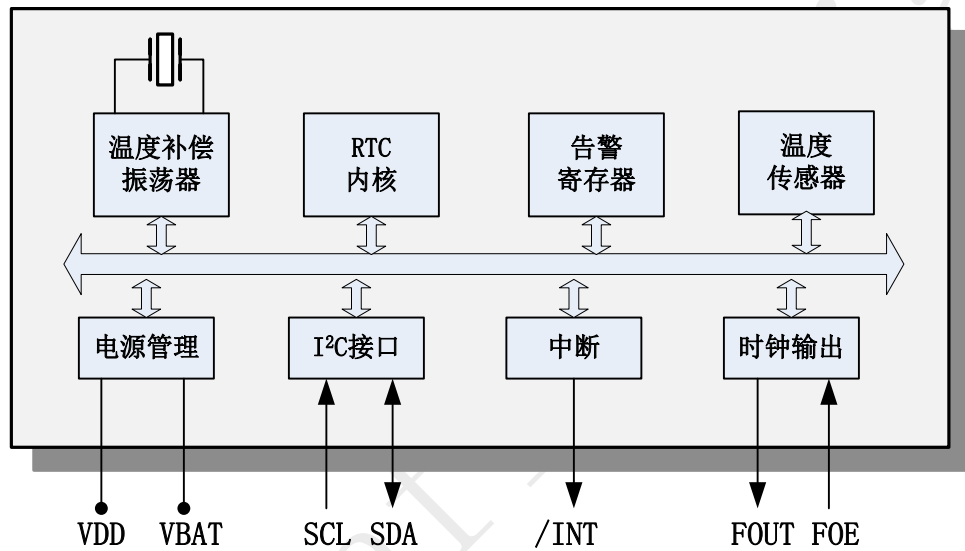 温度补偿
振荡器
RTC
内核
告警
寄存器
温度
传感器
电源管理
I²C接口
中断
时钟输出
VDD
VBAT
SCL
SDA
/INT
FOUT
FOE